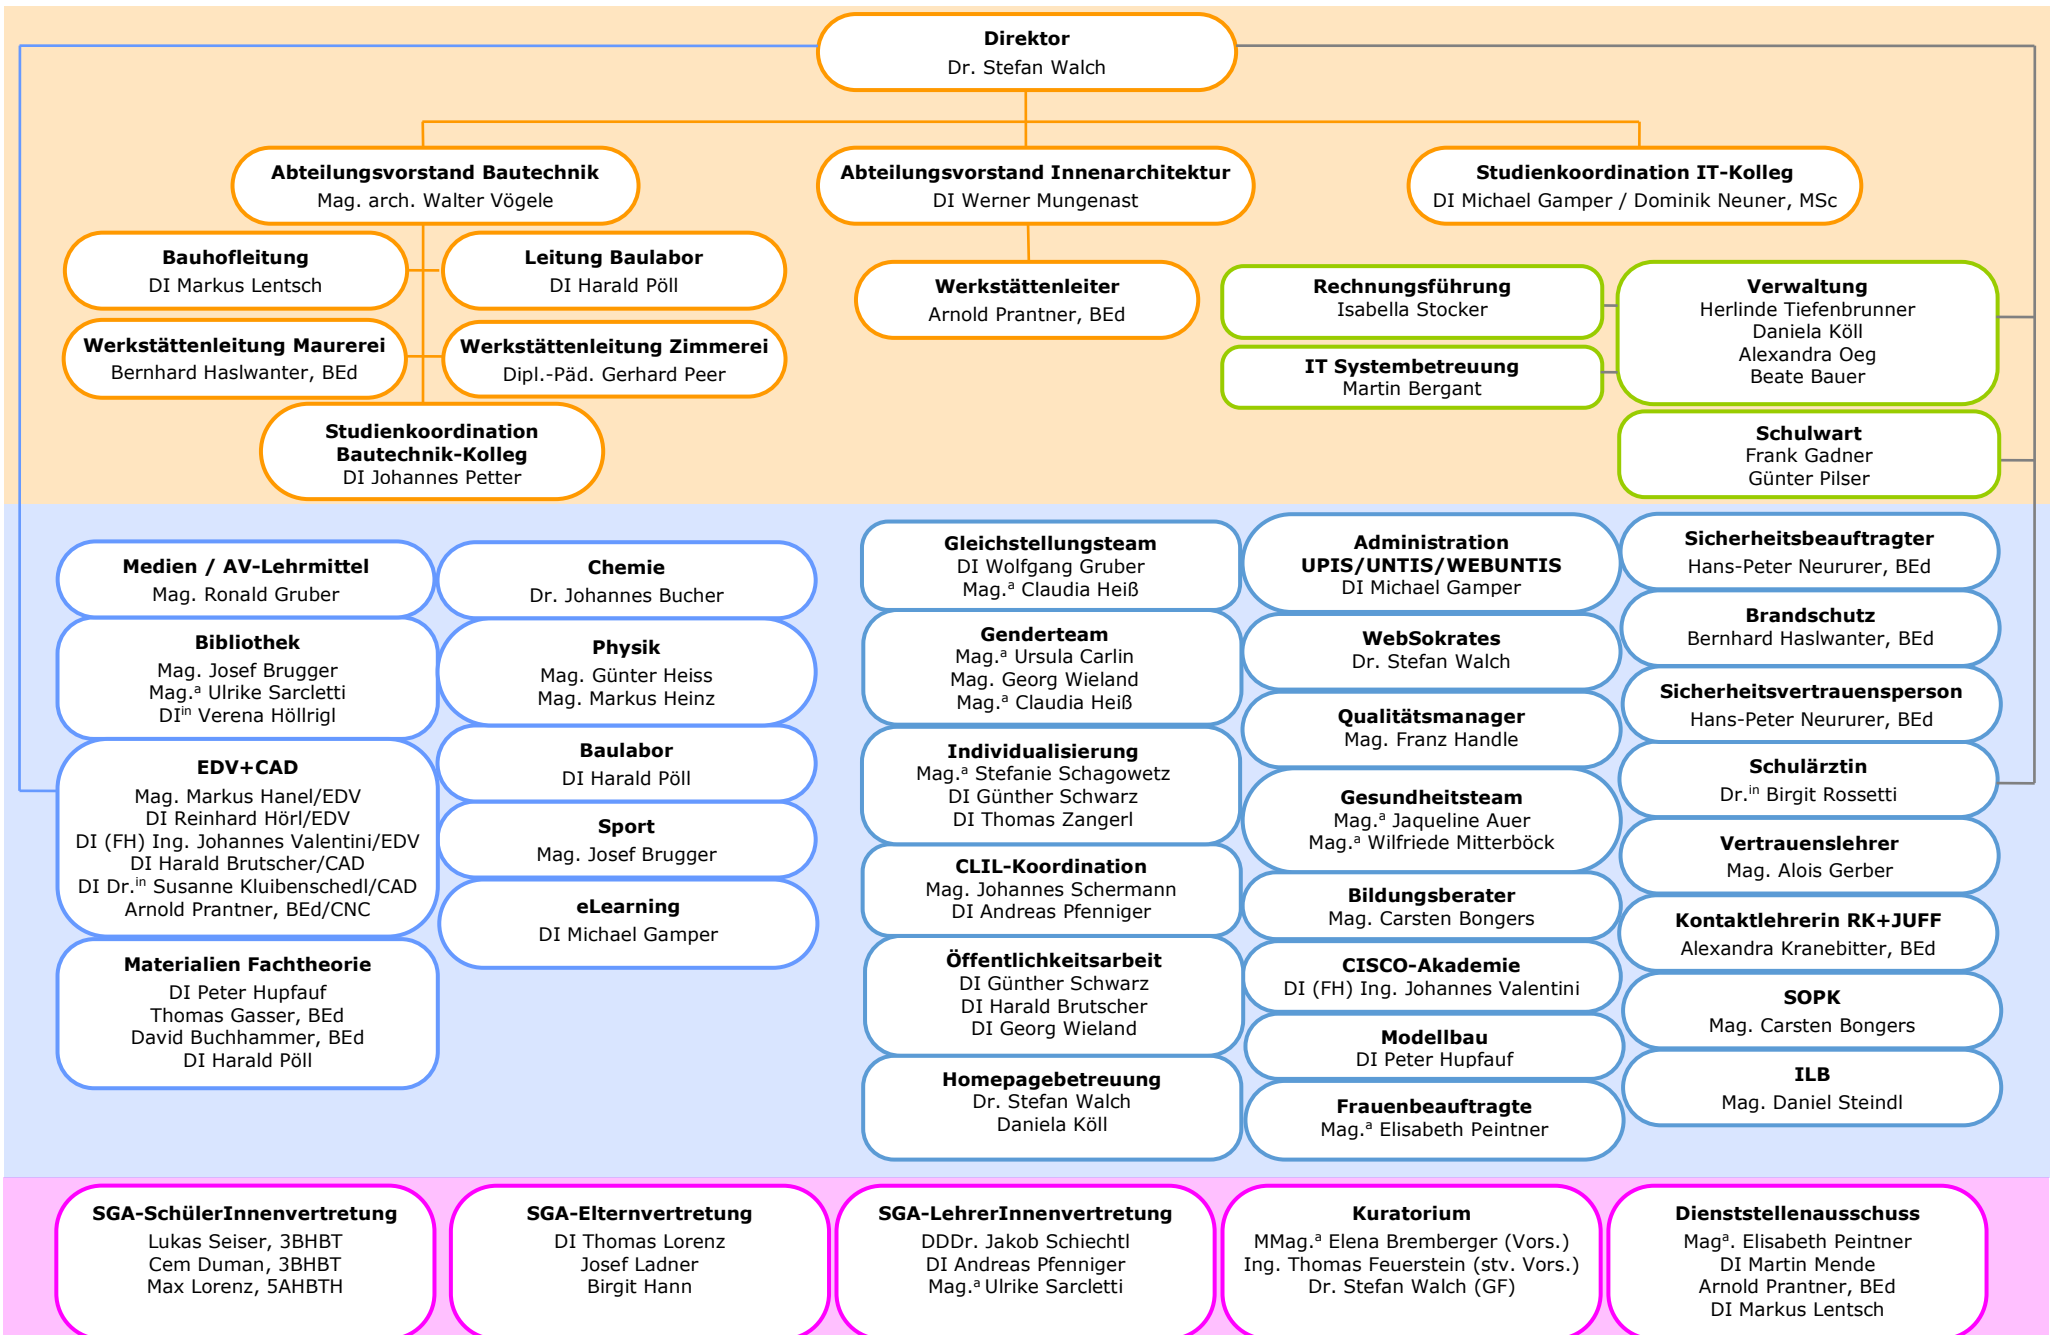 Direktor
Dr. Stefan Walch
Abteilungsvorstand Bautechnik
Mag. arch. Walter Vögele
Abteilungsvorstand Innenarchitektur
DI Werner Mungenast
Studienkoordination IT-Kolleg
DI Michael Gamper / Dominik Neuner, MSc
Bauhofleitung
DI Markus Lentsch
Leitung Baulabor
DI Harald Pöll
Werkstättenleitung Maurerei
Bernhard Haslwanter, BEd
Werkstättenleitung Zimmerei
Dipl.-Päd. Gerhard Peer
Studienkoordination
Bautechnik-Kolleg
DI Johannes Petter
Werkstättenleiter
Arnold Prantner, BEd
Rechnungsführung
Isabella Stocker
IT Systembetreuung
Martin Bergant
Verwaltung
Herlinde Tiefenbrunner
Daniela Köll
Alexandra Oeg
Beate Bauer
Schulwart
Frank Gadner
Günter Pilser
Medien / AV-Lehrmittel
Mag. Ronald Gruber
Bibliothek
Mag. Josef Brugger
Mag.ª Ulrike Sarcletti
DIⁱⁿ Verena Höllrigl
EDV+CAD
Mag. Markus Hanel/EDV
DI Reinhard Hörl/EDV
DI (FH) Ing. Johannes Valentini/EDV
DI Harald Brutscher/CAD
DI Dr.ⁱⁿ Susanne Kluibenschedl/CAD
Arnold Prantner, BEd/CNC
Materialien Fachtheorie
DI Peter Hupfauf
Thomas Gasser, BEd
David Buchhammer, BEd
DI Harald Pöll
Chemie
Dr. Johannes Bucher
Physik
Mag. Günter Heiss
Mag. Markus Heinz
Baulabor
DI Harald Pöll
Sport
Mag. Josef Brugger
eLearning
DI Michael Gamper
Gleichstellungsteam
DI Wolfgang Gruber
Mag.ª Claudia Heiß
Genderteam
Mag.ª Ursula Carlin
Mag. Georg Wieland
Mag.ª Claudia Heiß
Individualisierung
Mag.ª Stefanie Schagowetz
DI Günther Schwarz
DI Thomas Zangerl
CLIL-Koordination
Mag. Johannes Schermann
DI Andreas Pfenniger
Öffentlichkeitsarbeit
DI Günther Schwarz
DI Harald Brutscher
DI Georg Wieland
Homepagebetreuung
Dr. Stefan Walch
Daniela Köll
Administration
UPIS/UNTIS/WEBUNTIS
DI Michael Gamper
WebSokrates
Dr. Stefan Walch
Qualitätsmanager
Mag. Franz Handle
Gesundheitsteam
Mag.ª Jaqueline Auer
Mag.ª Wilfriede Mitterböck
Bildungsberater
Mag. Carsten Bongers
CISCO-Akademie
DI (FH) Ing. Johannes Valentini
Modellbau
DI Peter Hupfauf
Frauenbeauftragte
Mag.ª Elisabeth Peintner
Sicherheitsbeauftragter
Hans-Peter Neururer, BEd
Brandschutz
Bernhard Haslwanter, BEd
Sicherheitsvertrauensperson
Hans-Peter Neururer, BEd
Schulärztin
Dr.ⁱⁿ Birgit Rossetti
Vertrauenslehrer
Mag. Alois Gerber
Kontaktlehrerin RK+JUFF
Alexandra Kranebitter, BEd
SOPK
Mag. Carsten Bongers
ILB
Mag. Daniel Steindl
SGA-SchülerInnenvertretung
Lukas Seiser, 3BHBT
Cem Duman, 3BHBT
Max Lorenz, 5AHBTH
SGA-Elternvertretung
DI Thomas Lorenz
Josef Ladner
Birgit Hann
SGA-LehrerInnenvertretung
DDDr. Jakob Schiechtl
DI Andreas Pfenniger
Mag.ª Ulrike Sarcletti
Kuratorium
MMag.ª Elena Bremberger (Vors.)
Ing. Thomas Feuerstein (stv. Vors.)
Dr. Stefan Walch (GF)
Dienststellenausschuss
Magª. Elisabeth Peintner
DI Martin Mende
Arnold Prantner, BEd
DI Markus Lentsch